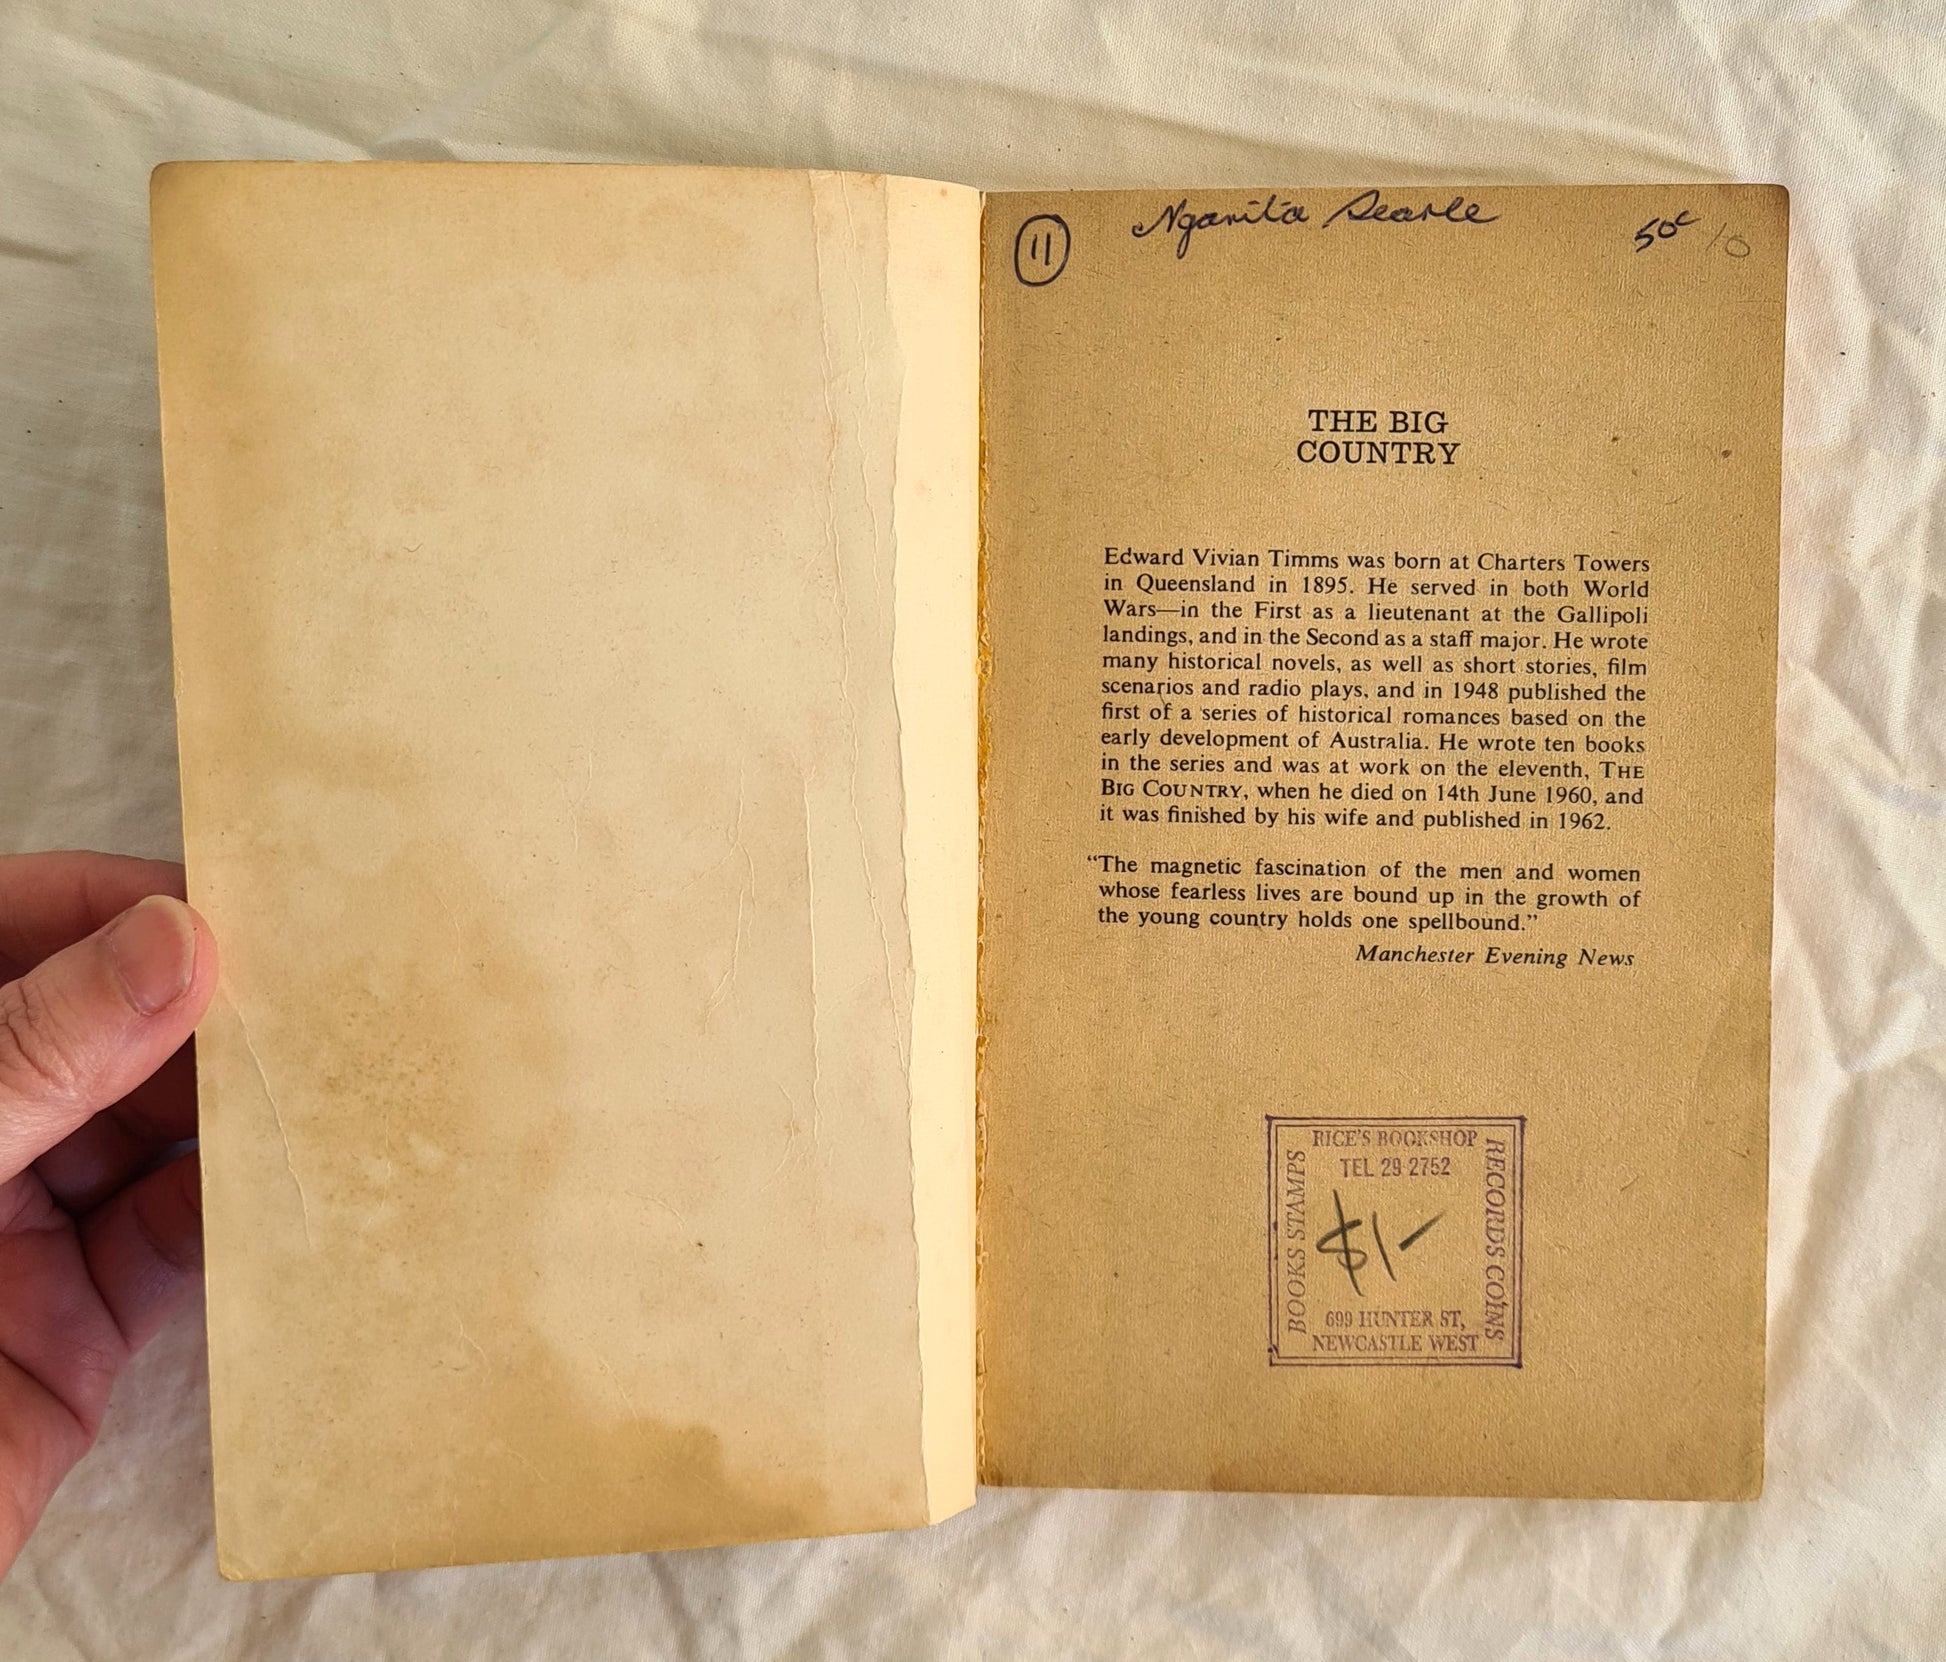 11
Ngarita Searle
50c 10
THE BIG
COUNTRY
Edward Vivian Timms was born at Charters Towers
in Queensland in 1895. He served in both World
Wars—in the First as a lieutenant at the Gallipoli
landings, and in the Second as a staff major. He wrote
many historical novels, as well as short stories, film
scenarios and radio plays, and in 1948 published the
first of a series of historical romances based on the
early development of Australia. He wrote ten books
in the series and was at work on the eleventh, THE
BIG COUNTRY, when he died on 14th June 1960, and
it was finished by his wife and published in 1962.
“The magnetic fascination of the men and women
whose fearless lives are bound up in the growth of
the young country holds one spellbound.”
Manchester Evening News
RICE'S BOOKSHOP
TEL 29 2752
BOOKS STAMPS
$1-
RECORDS COINS
699 HUNTER ST,
NEWCASTLE WEST